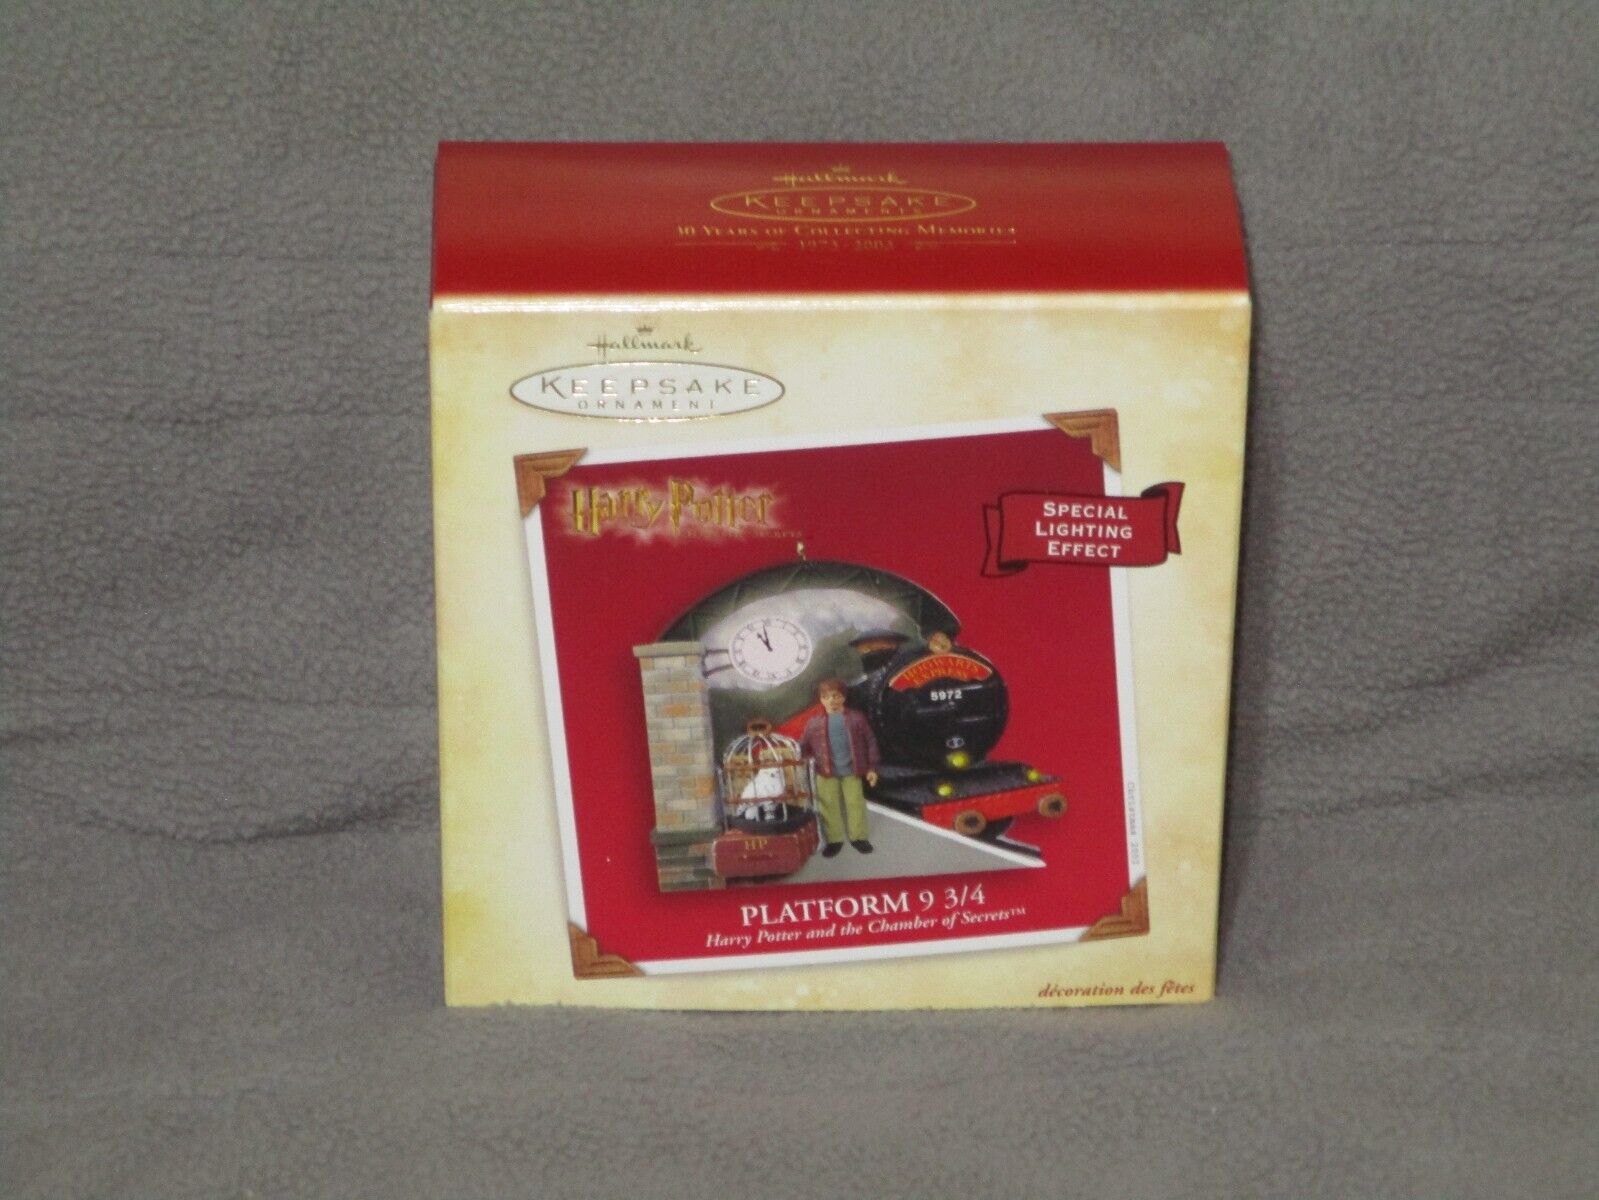 Hallmark
KEEPSAKE
ORNAMENTS
30 YEARS OF COLLECTING MEMORIES
1973 - 2003
Hallmark
KEEPSAKE
ORNAMENT
Harry Potter
SECRETS
SPECIAL
LIGHTING
EFFECT
HOGWARTS
EXPRESS
5972
HP
PLATFORM 9 3/4
Harry Potter and the Chamber of Secrets™
décoration des fêtes